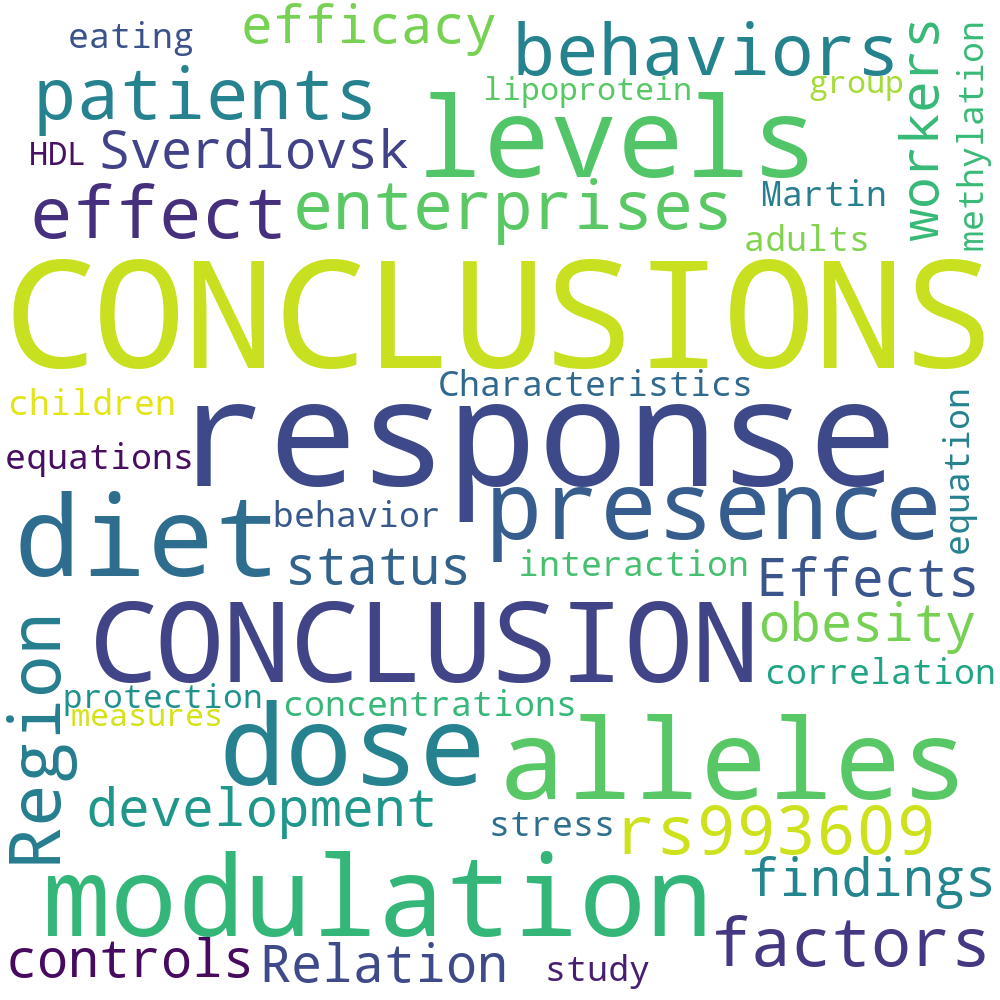 eating
efficacy
behaviors
workers
methylation
patients
lipoprotein
group
levels
HDL
Sverdlovsk
effect
enterprises
Martin
adults
CONCLUSIONS
Characteristics
children
response
equation
equations
diet
behavior
presence
status
interaction
Effects
CONCLUSION
obesity
Region
correlation
protection
measures
concentrations
dose
alleles
development
stress
rs993609
modulation
findings
controls
Relation
study
factors